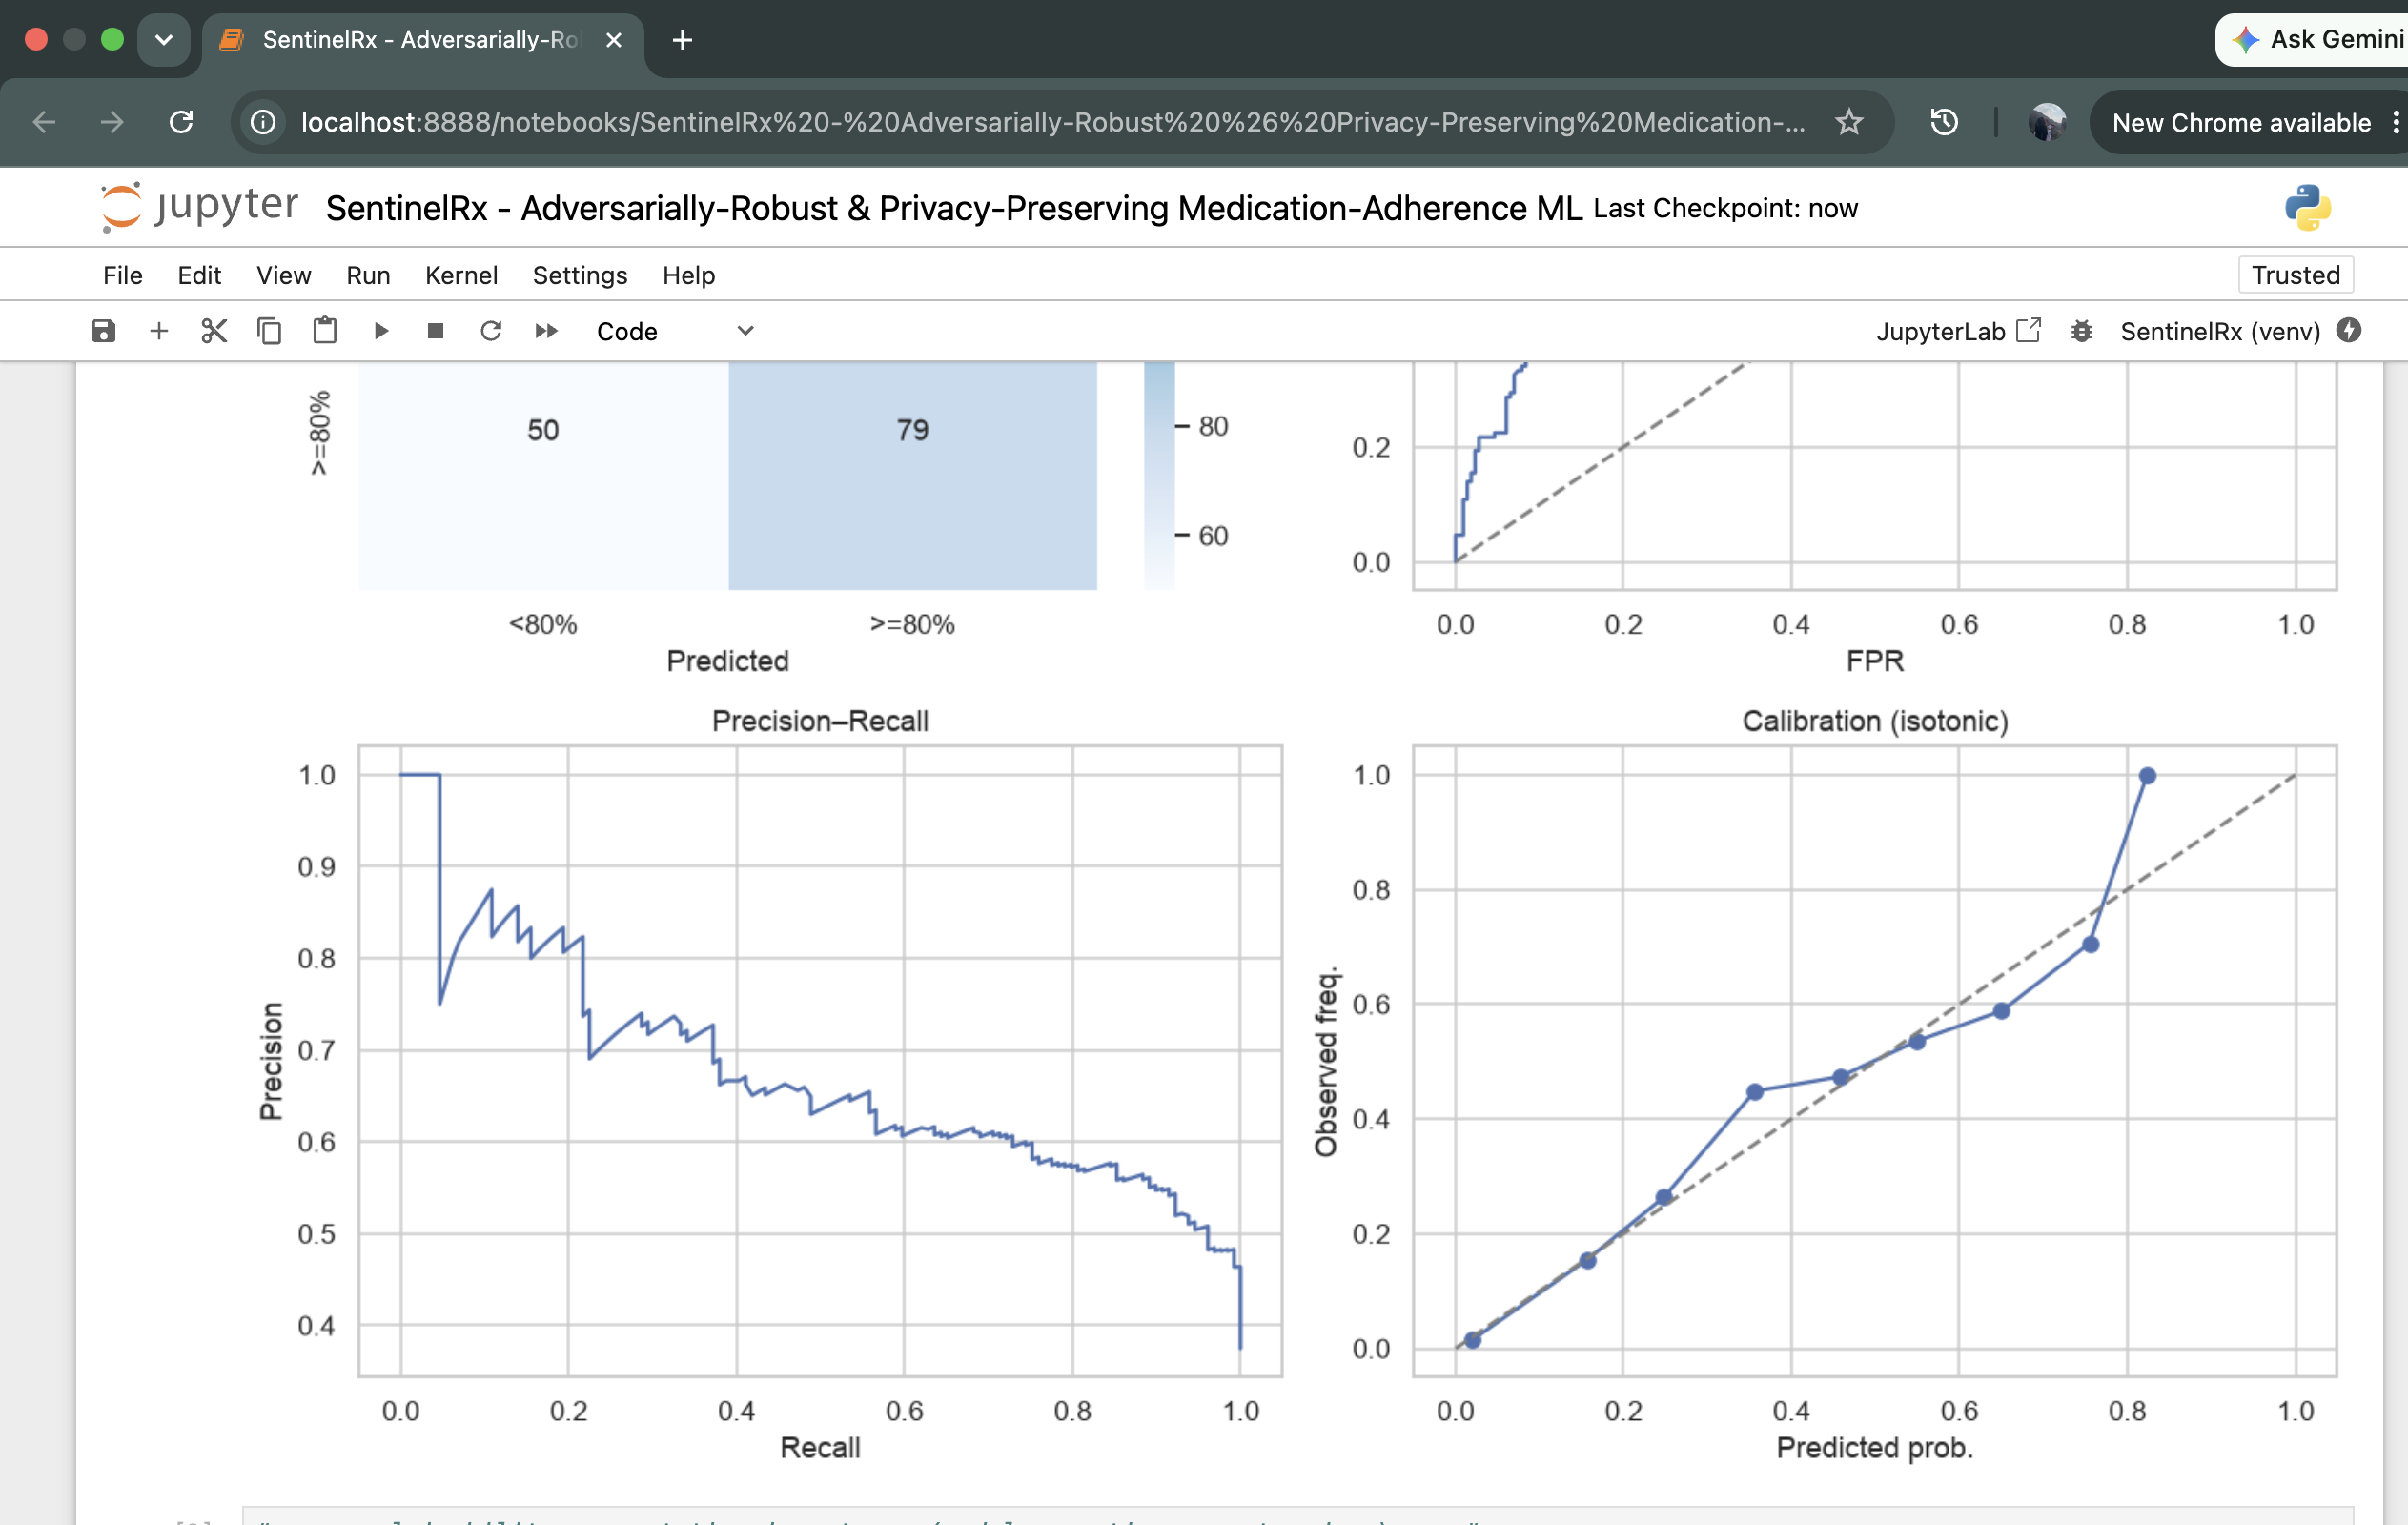 SentinelRx - Adversarially-Ro
Ask Gemini
localhost:8888/notebooks/SentinelRx%20-%20Adversarially-Robust%20%26%20Privacy-Preserving%20Medication-...
New Chrome available
jupyter SentinelRx - Adversarially-Robust & Privacy-Preserving Medication-Adherence ML Last Checkpoint: now
File Edit View Run Kernel Settings Help
Trusted
Code
JupyterLab
SentinelRx (venv)
>=80%
50 79
80
60
<80% >=80%
Predicted
0.2
0.0
0.0 0.2 0.4 0.6 0.8 1.0
FPR
Precision–Recall
1.0
0.9
0.8
0.7
0.6
0.5
0.4
Precision
0.0 0.2 0.4 0.6 0.8 1.0
Recall
Calibration (isotonic)
1.0
0.8
0.6
0.4
0.2
0.0
Observed freq.
0.0 0.2 0.4 0.6 0.8 1.0
Predicted prob.